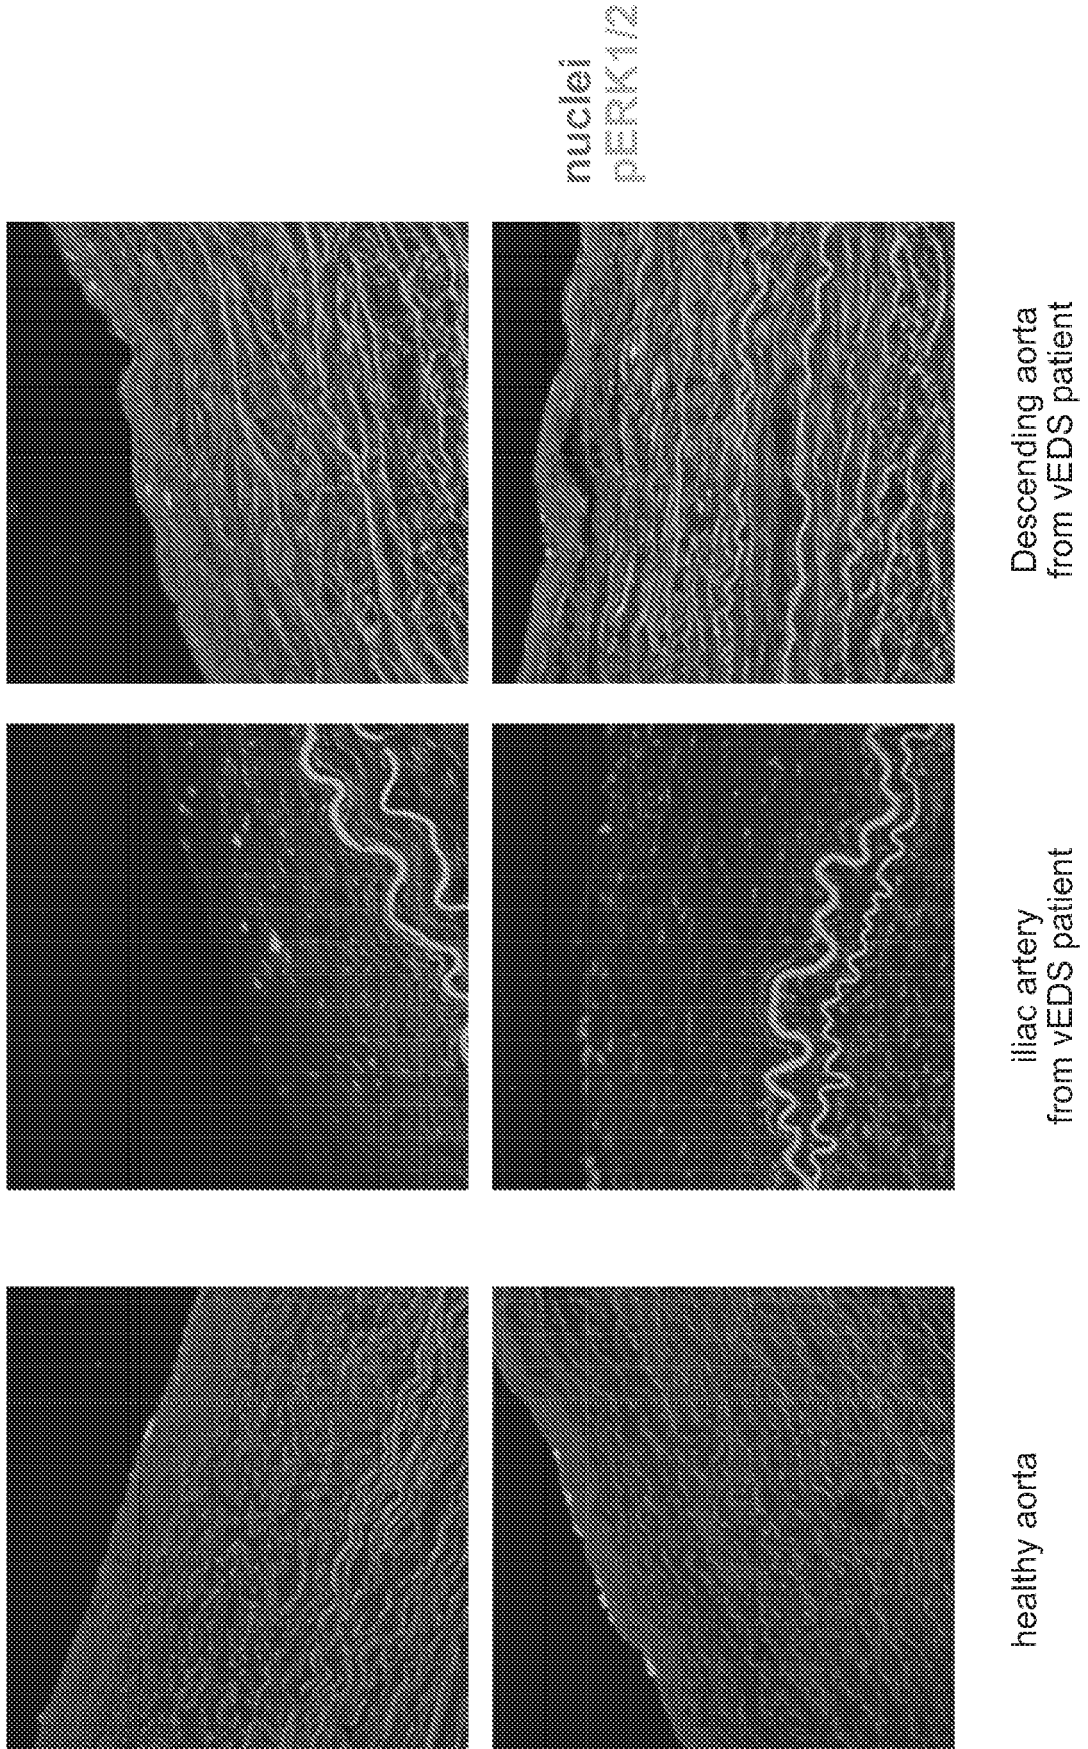 nuclei
pERK1/2
healthy aorta
iliac artery
from vEDS patient
Descending aorta
from vEDS patient